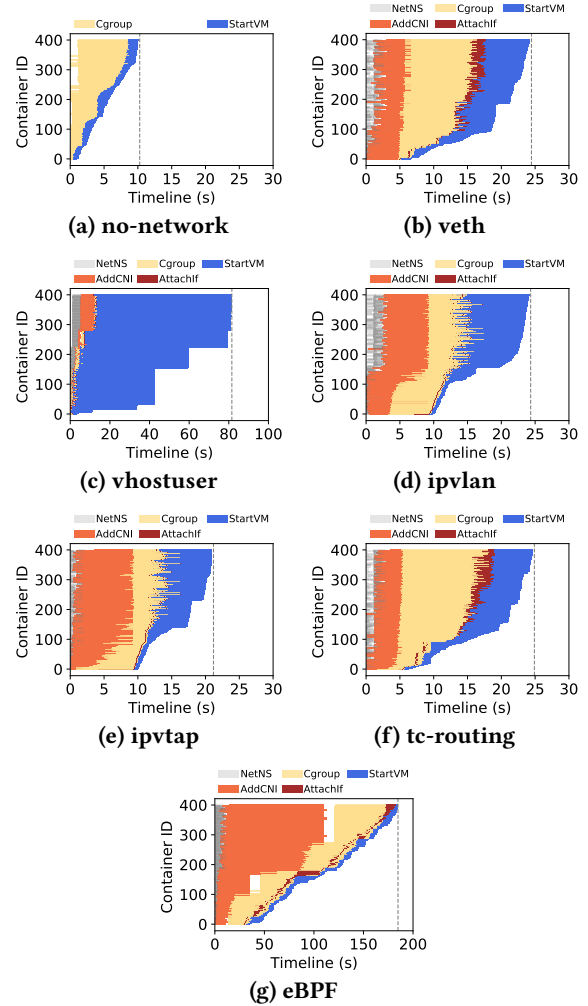 Cgroup StartVM
400
300
200
100
0
Container ID
0 5 10 15 20 25 30
Timeline (s)
(a) no-network
NetNS Cgroup StartVM
AddCNI AttachIf
400
300
200
100
0
Container ID
0 5 10 15 20 25 30
Timeline (s)
(b) veth
NetNS Cgroup StartVM
AddCNI AttachIf
400
300
200
100
0
Container ID
0 20 40 60 80 100
Timeline (s)
(c) vhostuser
NetNS Cgroup StartVM
AddCNI AttachIf
400
300
200
100
0
Container ID
0 5 10 15 20 25 30
Timeline (s)
(d) ipvlan
NetNS Cgroup StartVM
AddCNI AttachIf
400
300
200
100
0
Container ID
0 5 10 15 20 25 30
Timeline (s)
(e) ipvtap
NetNS Cgroup StartVM
AddCNI AttachIf
400
300
200
100
0
Container ID
0 5 10 15 20 25 30
Timeline (s)
(f) tc-routing
NetNS Cgroup StartVM
AddCNI AttachIf
400
300
200
100
0
Container ID
0 50 100 150 200
Timeline (s)
(g) eBPF